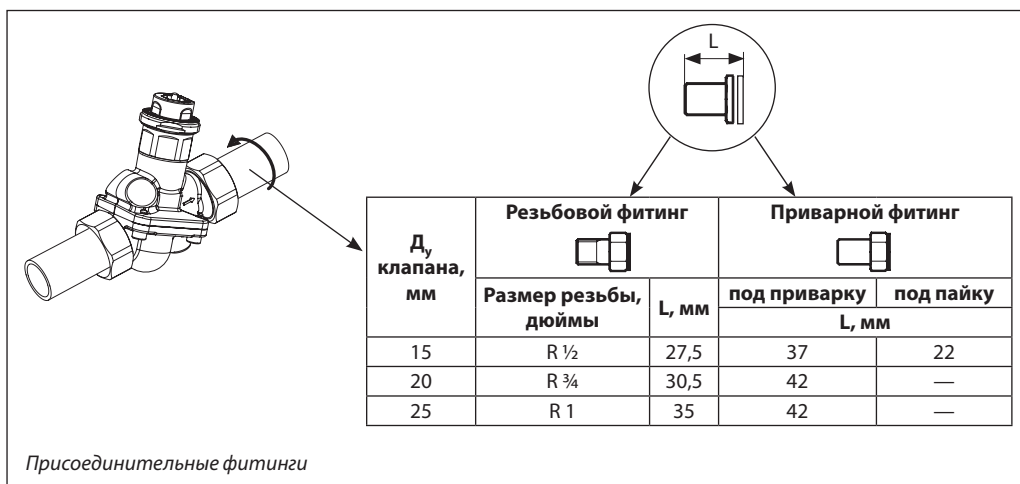 L
Д_у клапана, мм
Резьбовой фитинг
Приварной фитинг
Размер резьбы, дюймы
L, мм
под приварку
под пайку
L, мм
15 R ½ 27,5 37 22
20 R ¾ 30,5 42 —
25 R 1 35 42 —
Присоединительные фитинги